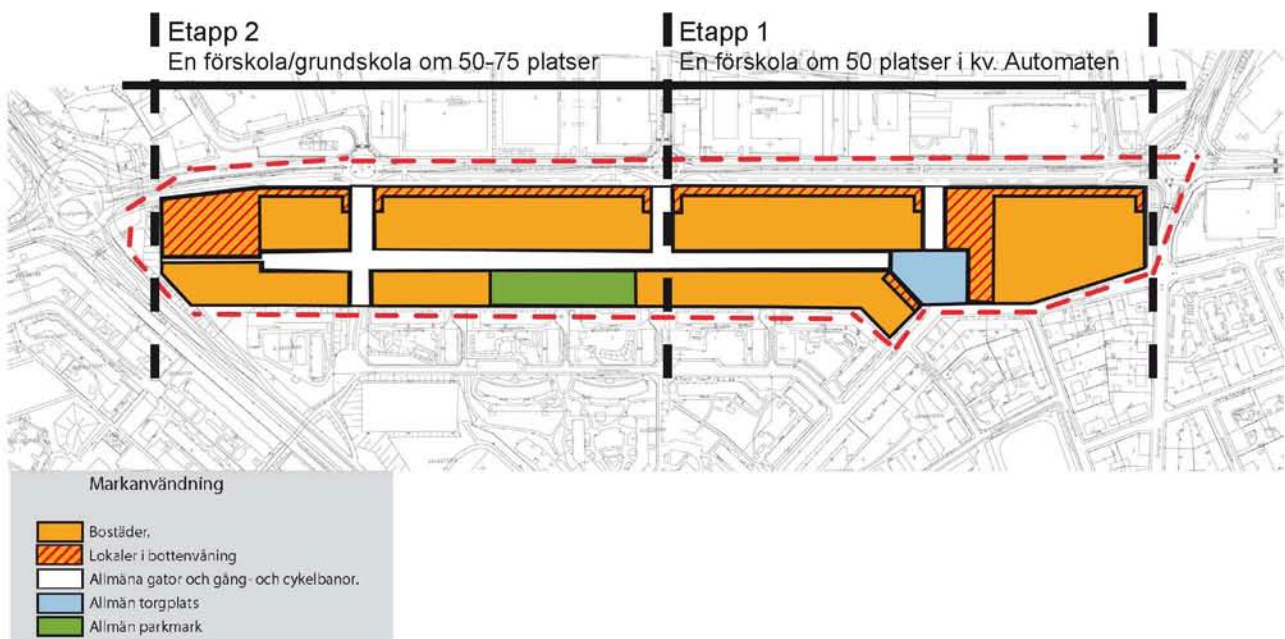 Etapp 2
En förskola/grundskola om 50-75 platser
Etapp 1
En förskola om 50 platser i kv. Automaten
Markanvändning
Bostäder.
Lokaler i bottenvåning
Allmäna gator och gång- och cykelbanor.
Allmän torgplats
Allmän parkmark